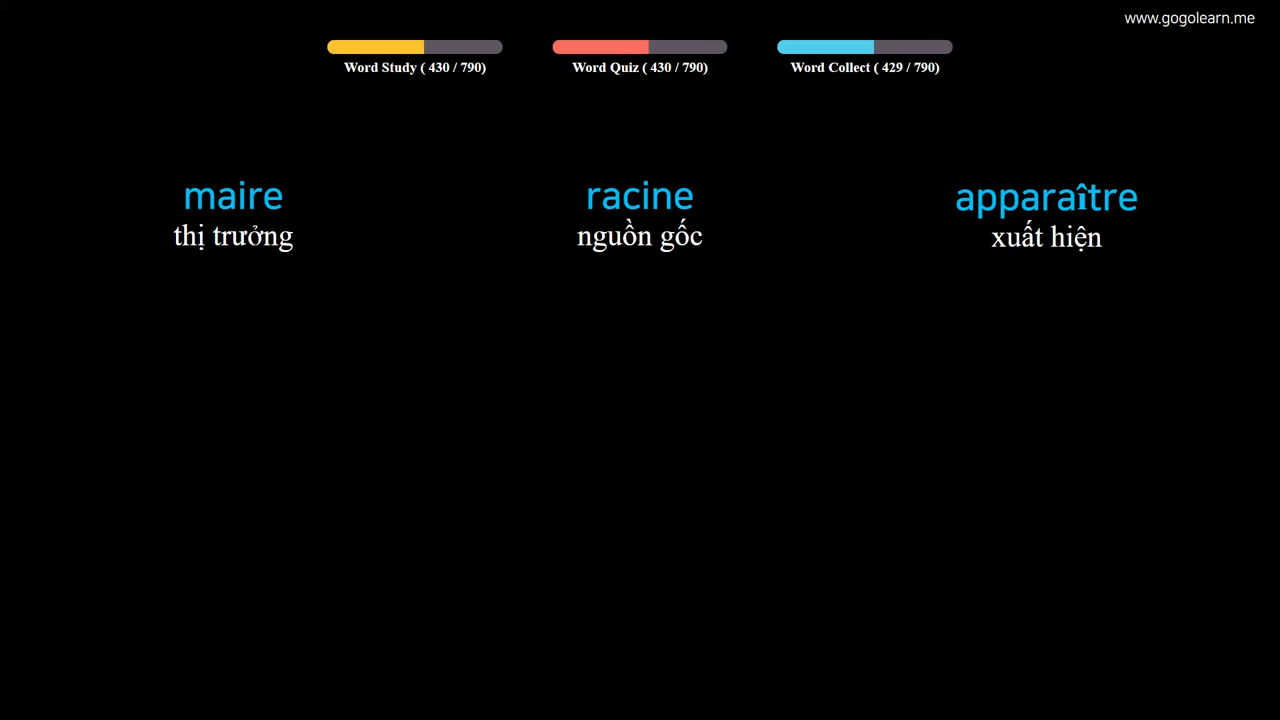 www.gogolearn.me
Word Study ( 430 / 790)
Word Quiz ( 430 / 790)
Word Collect ( 429 / 790)
maire
thị trưởng
racine
nguồn gốc
apparaître
xuất hiện